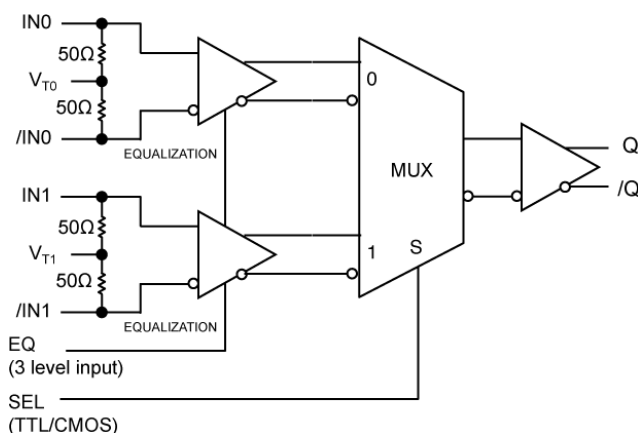 IN0
50Ω
VT0
50Ω
/IN0
EQUALIZATION
IN1
50Ω
VT1
50Ω
/IN1
EQUALIZATION
EQ
(3 level input)
SEL
(TTL/CMOS)
0
MUX
1
S
Q
/Q